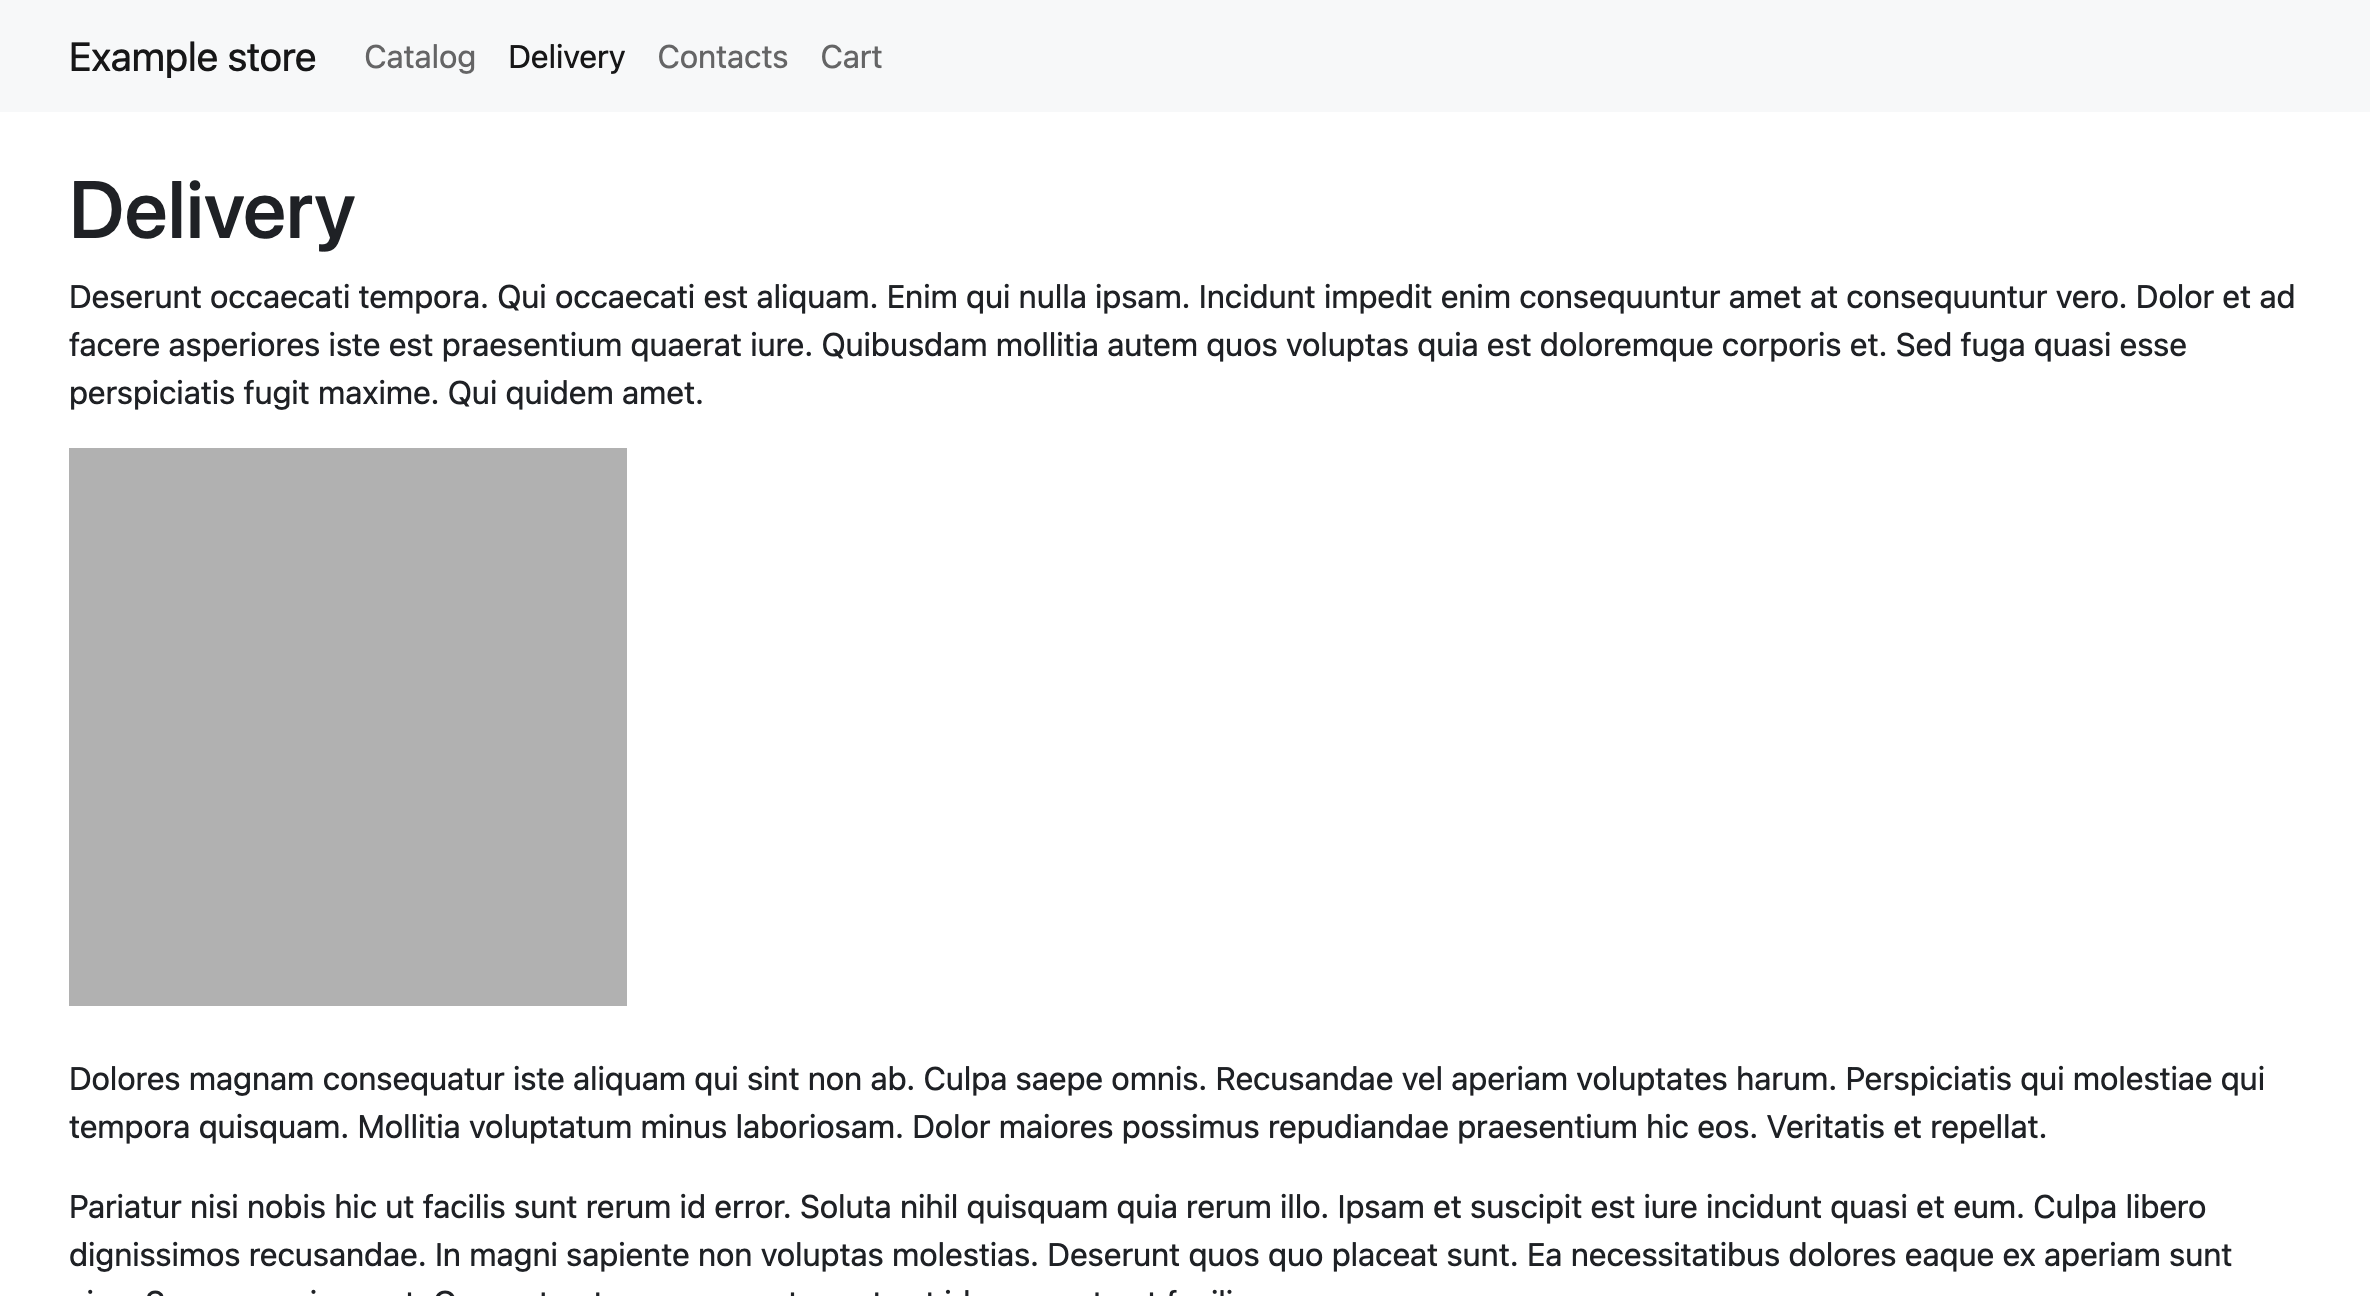 Example store Catalog Delivery Contacts Cart
Delivery
Deserunt occaecati tempora. Qui occaecati est aliquam. Enim qui nulla ipsam. Incidunt impedit enim consequuntur amet at consequuntur vero. Dolor et ad
facere asperiores iste est praesentium quaerat iure. Quibusdam mollitia autem quos voluptas quia est doloremque corporis et. Sed fuga quasi esse
perspiciatis fugit maxime. Qui quidem amet.
Dolores magnam consequatur iste aliquam qui sint non ab. Culpa saepe omnis. Recusandae vel aperiam voluptates harum. Perspiciatis qui molestiae qui
tempora quisquam. Mollitia voluptatum minus laboriosam. Dolor maiores possimus repudiandae praesentium hic eos. Veritatis et repellat.
Pariatur nisi nobis hic ut facilis sunt rerum id error. Soluta nihil quisquam quia rerum illo. Ipsam et suscipit est iure incidunt quasi et eum. Culpa libero
dignissimos recusandae. In magni sapiente non voluptas molestias. Deserunt quos quo placeat sunt. Ea necessitatibus dolores eaque ex aperiam sunt